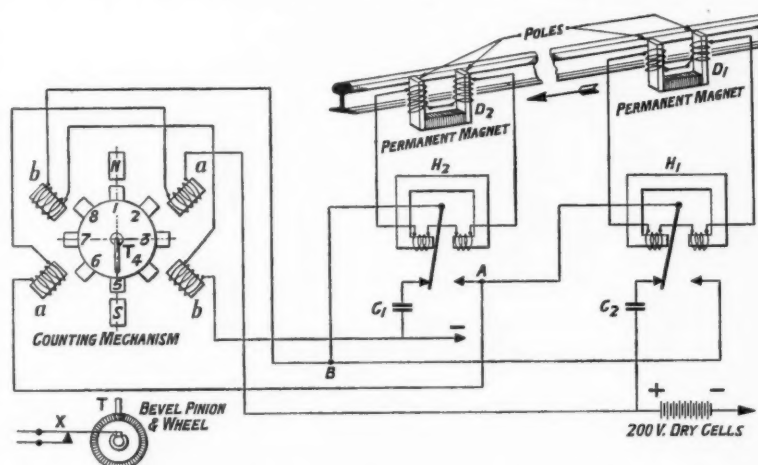 POLES
D1
PERMANENT MAGNET
D2
PERMANENT MAGNET
H2
H1
b
a
N
1
2
3
4
5
6
7
8
T
S
a
b
COUNTING MECHANISM
A
C1
C2
−
B
+ −
200 V. DRY CELLS
T
BEVEL PINION
& WHEEL
X